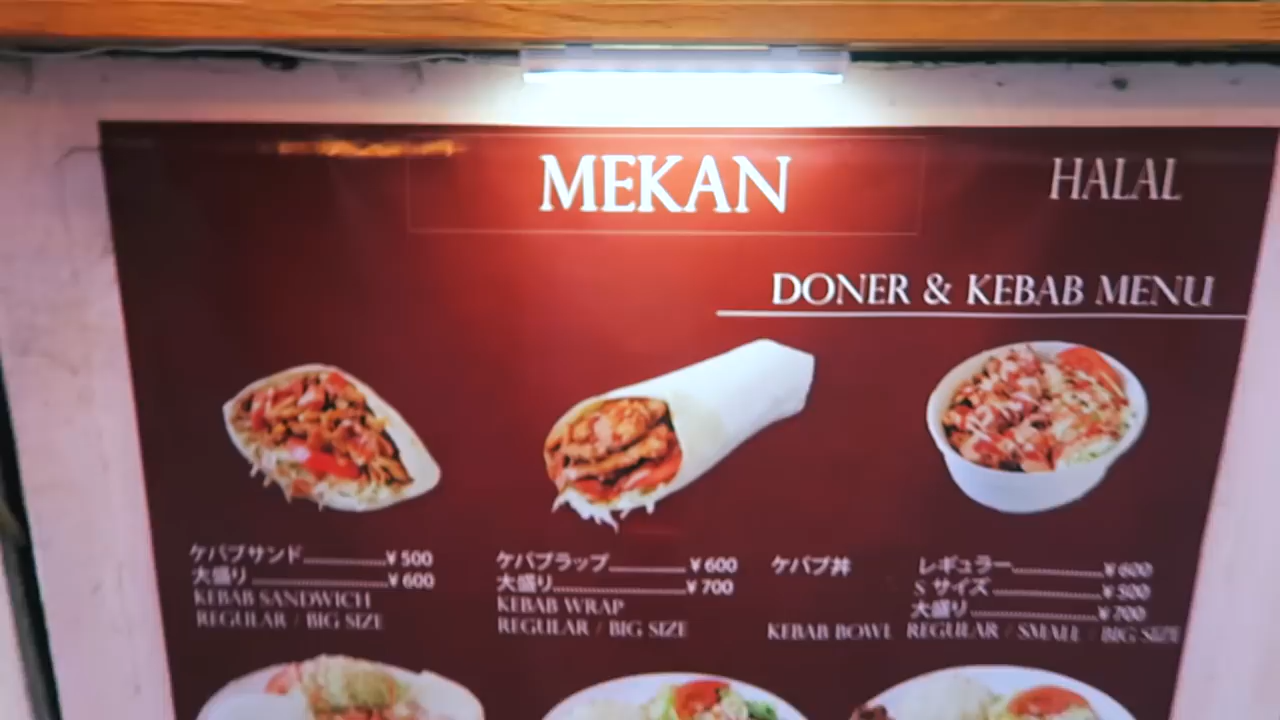 MEKAN
HALAL
DONER & KEBAB MENU
ケバブサンド ¥500
大盛り ¥600
KEBAB SANDWICH
REGULAR / BIG SIZE
ケバブラップ ¥600
大盛り ¥700
KEBAB WRAP
REGULAR / BIG SIZE
ケバブ丼
レギュラー ¥600
S サイズ ¥500
大盛り ¥700
KEBAB BOWL REGULAR / SMALL / BIG SIZE